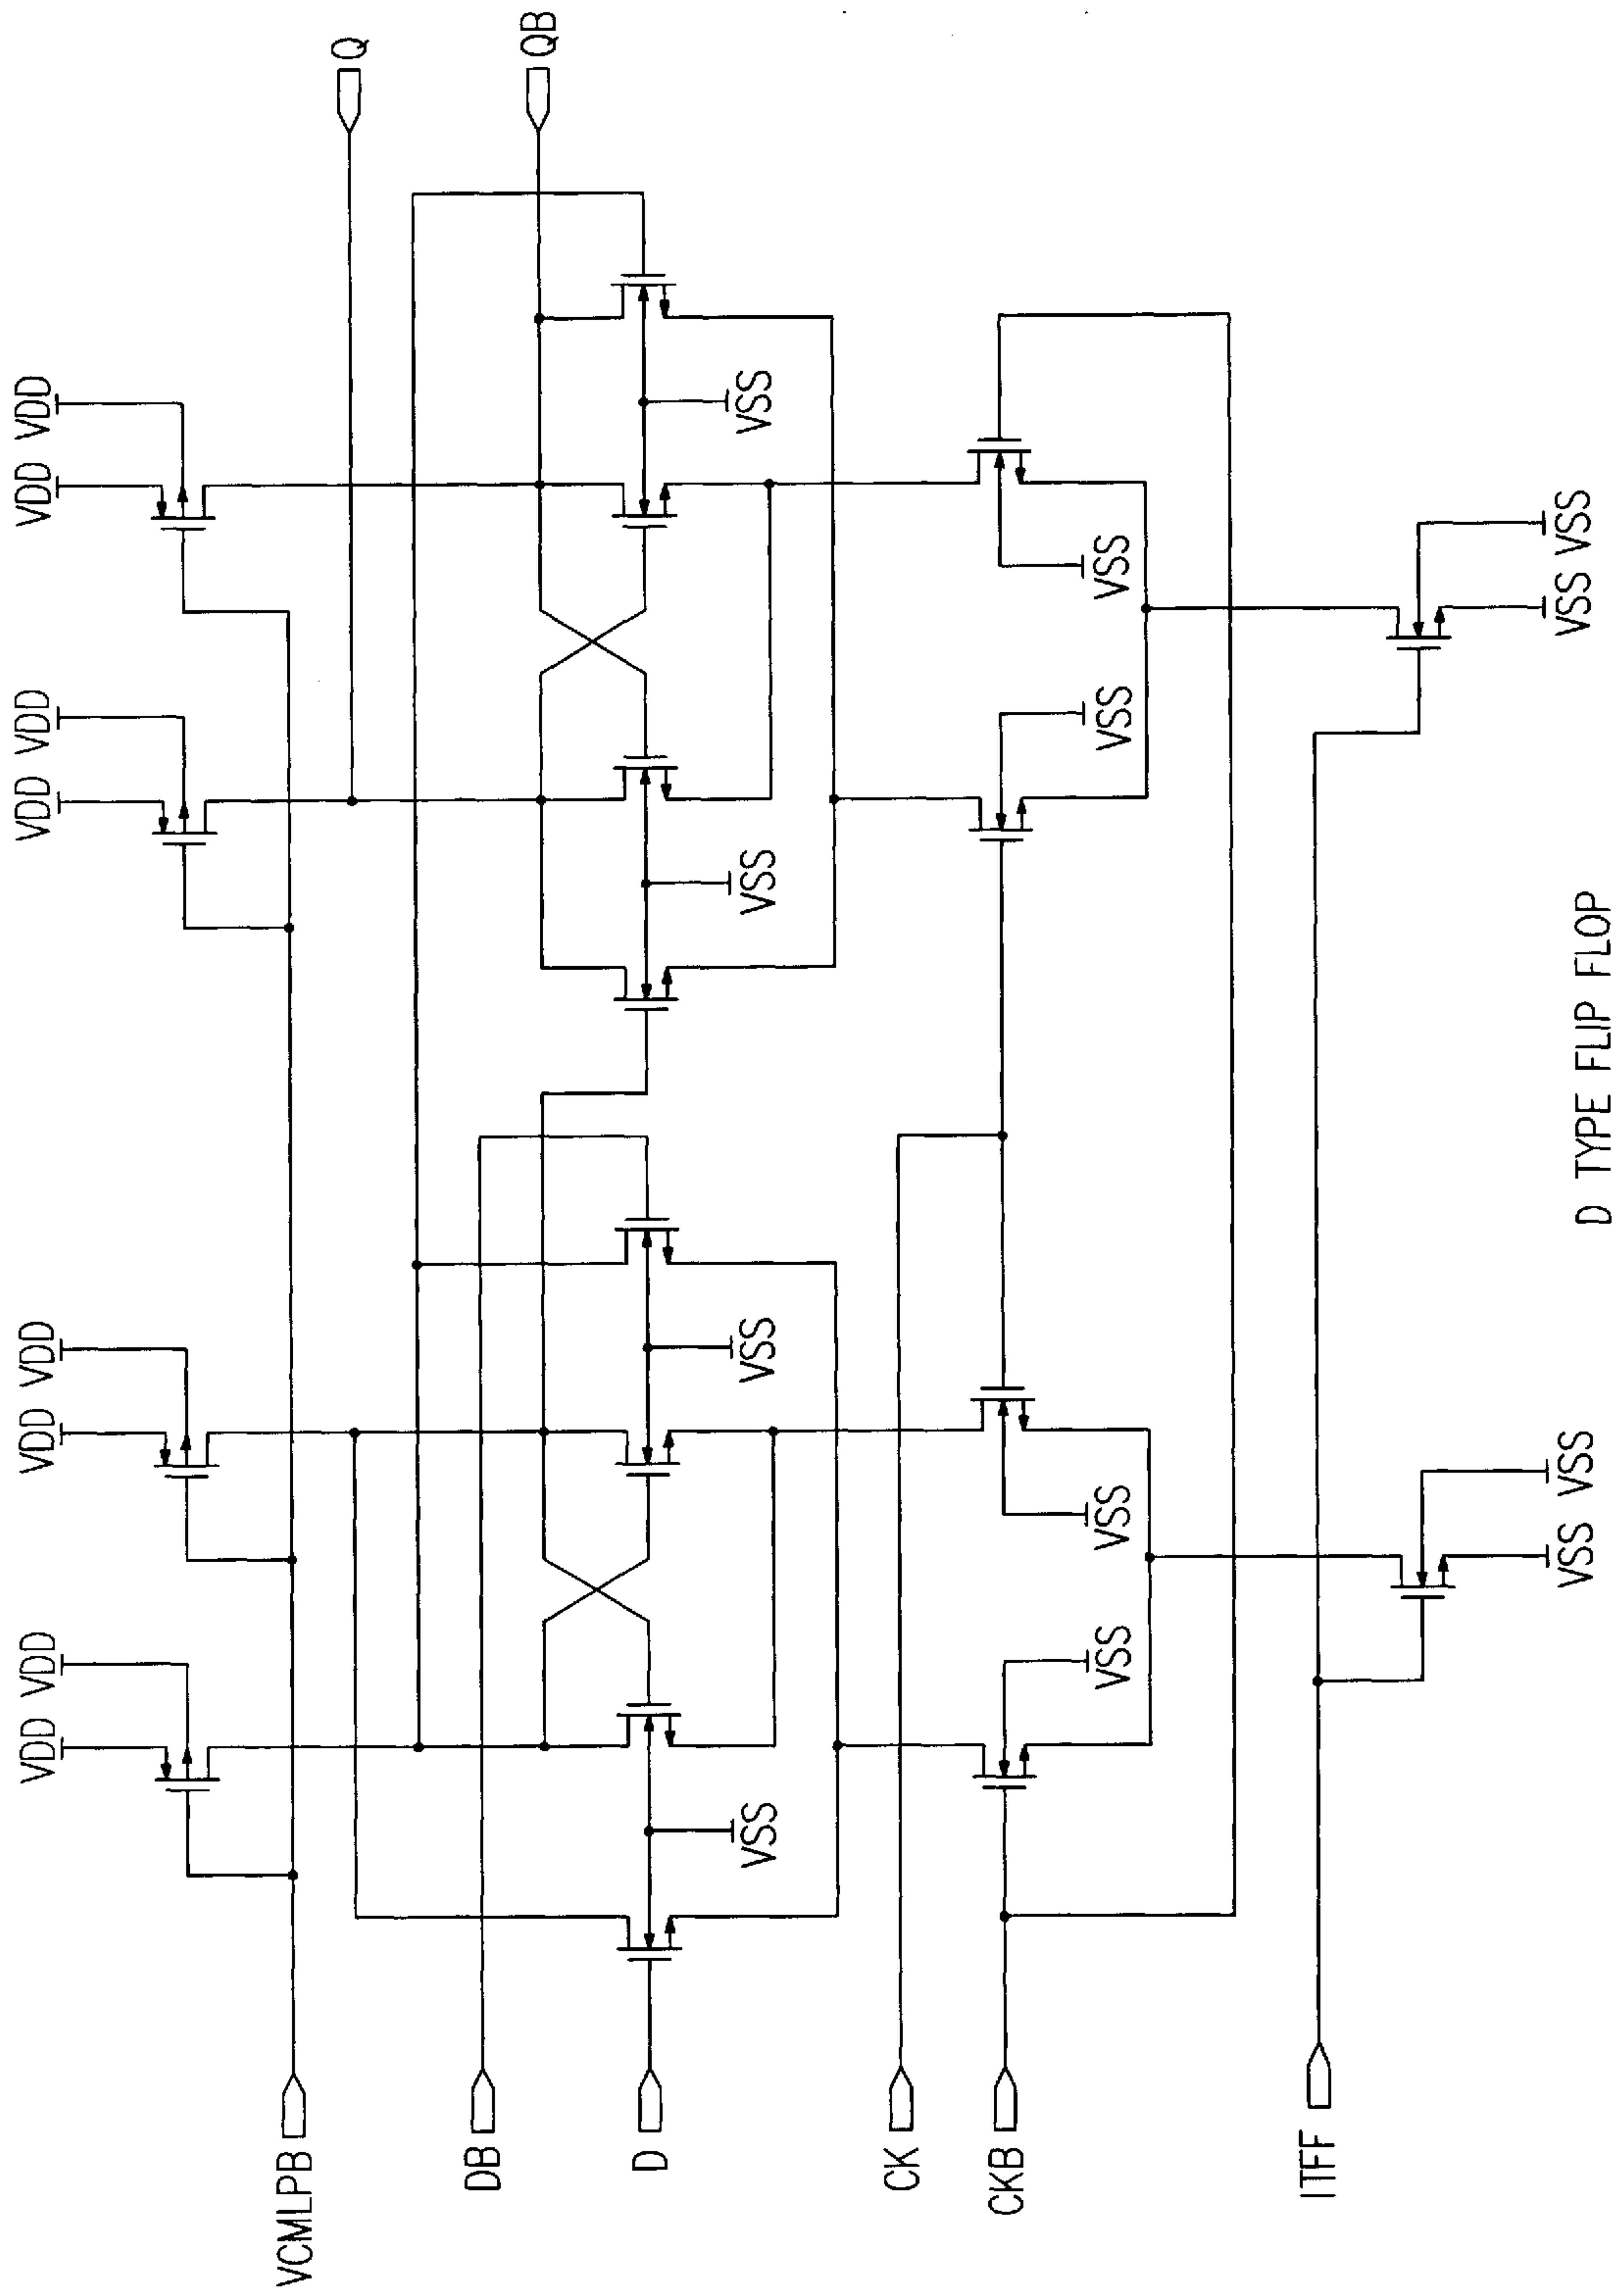 VDD VDD VDD VDD VDD VDD VDD VDD
VCMLPB
Q
DB
QB
D
VSS VSS VSS VSS
CK
CKB
VSS VSS VSS VSS
ITFF
VSS VSS VSS VSS
D TYPE FLIP FLOP